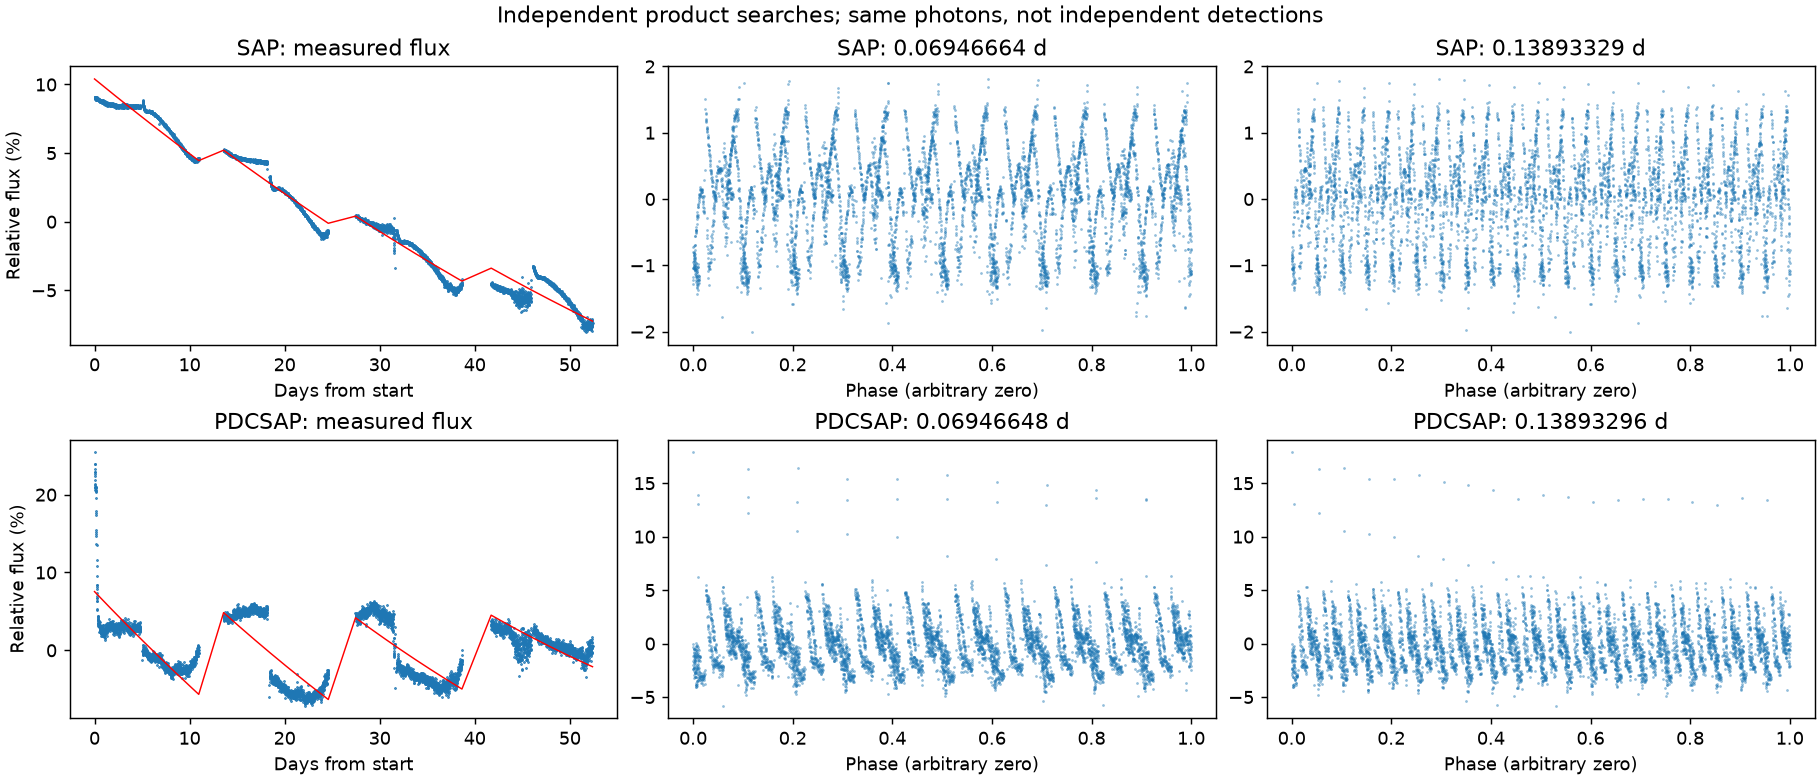 Independent product searches; same photons, not independent detections
SAP: measured flux
SAP: 0.06946664 d
SAP: 0.13893329 d
Relative flux (%)
10
5
0
−5
0 10 20 30 40 50
Days from start
2
1
0
−1
−2
0.0 0.2 0.4 0.6 0.8 1.0
Phase (arbitrary zero)
2
1
0
−1
−2
0.0 0.2 0.4 0.6 0.8 1.0
Phase (arbitrary zero)
PDCSAP: measured flux
PDCSAP: 0.06946648 d
PDCSAP: 0.13893296 d
Relative flux (%)
20
10
0
0 10 20 30 40 50
Days from start
15
10
5
0
−5
0.0 0.2 0.4 0.6 0.8 1.0
Phase (arbitrary zero)
15
10
5
0
−5
0.0 0.2 0.4 0.6 0.8 1.0
Phase (arbitrary zero)